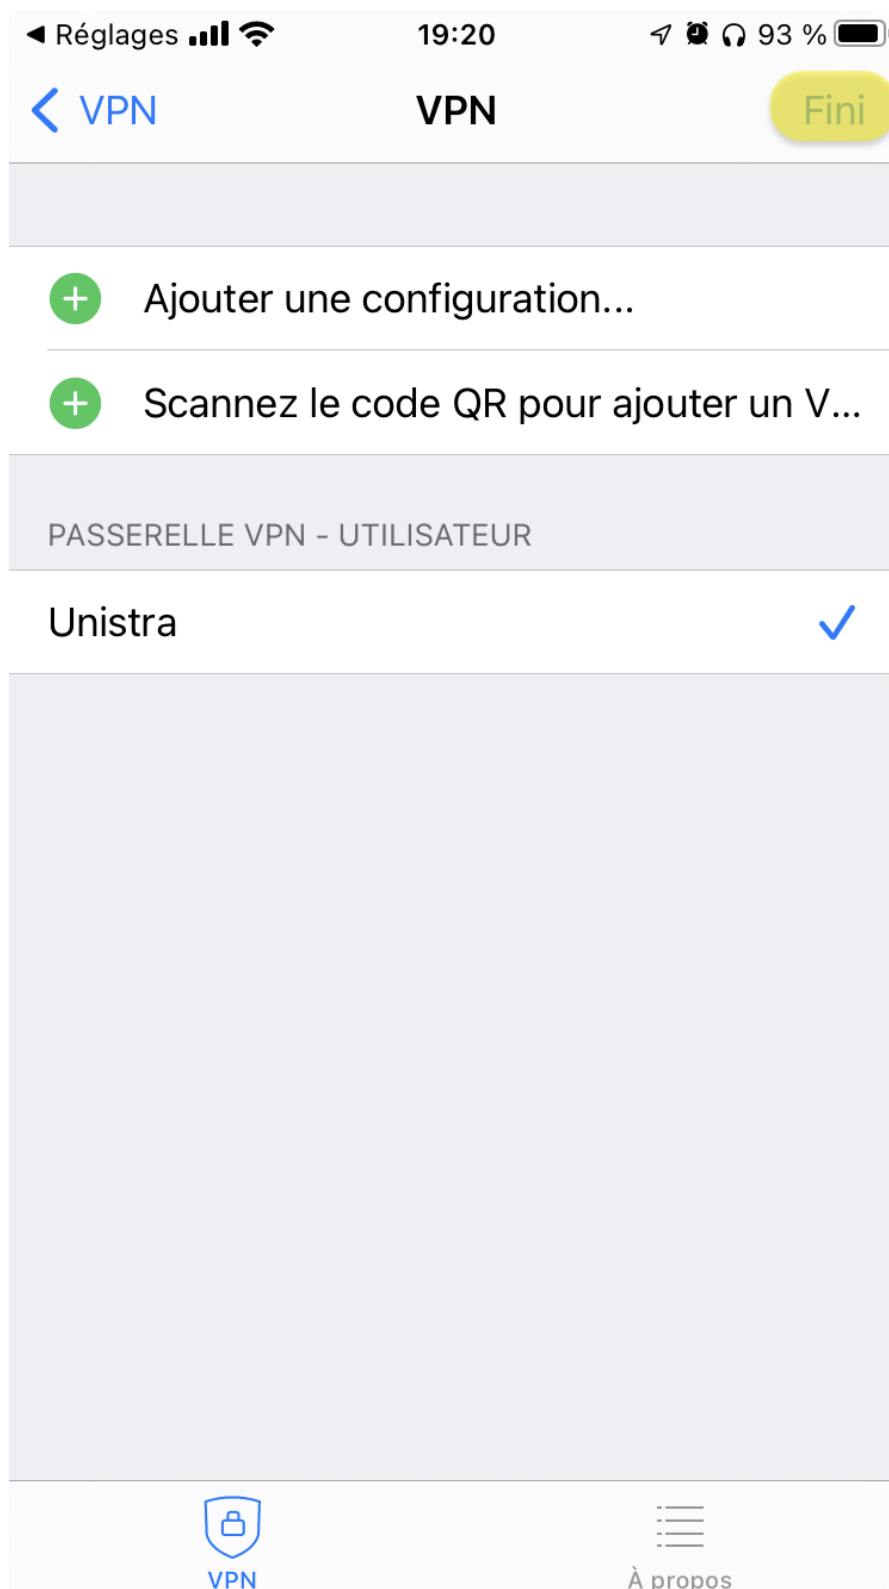 ◀ Réglages 19:20 93 %
VPN VPN Fini
Ajouter une configuration...
Scannez le code QR pour ajouter un V...
PASSERELLE VPN - UTILISATEUR
Unistra
VPN À propos